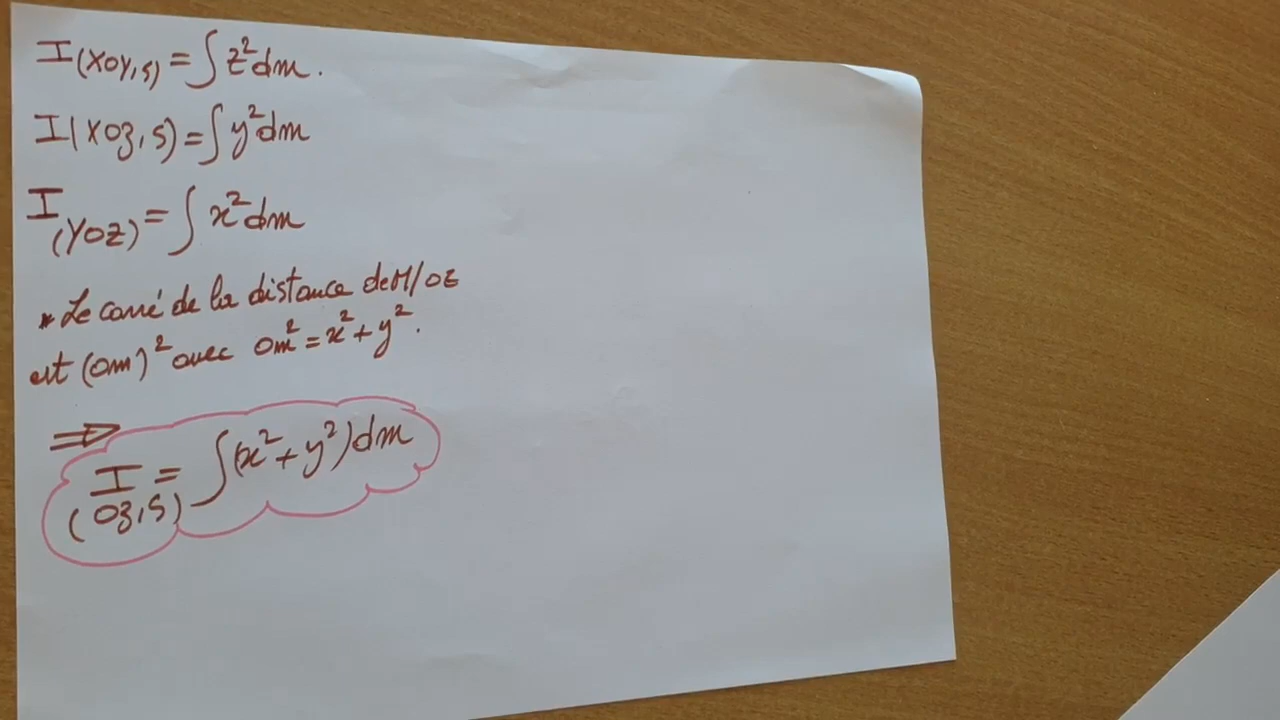 I(XOY,S) = ∫z²dm.
I(XOz,S) = ∫y²dm
I(YOZ) = ∫x²dm
* Le carré de la distance de M/OZ
est (Om)² avec Om² = x² + y².
⇒
I(Oz,S) = ∫(x² + y²)dm